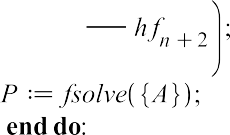 — hf_{n + 2} );
P := fsolve({A});
end do: